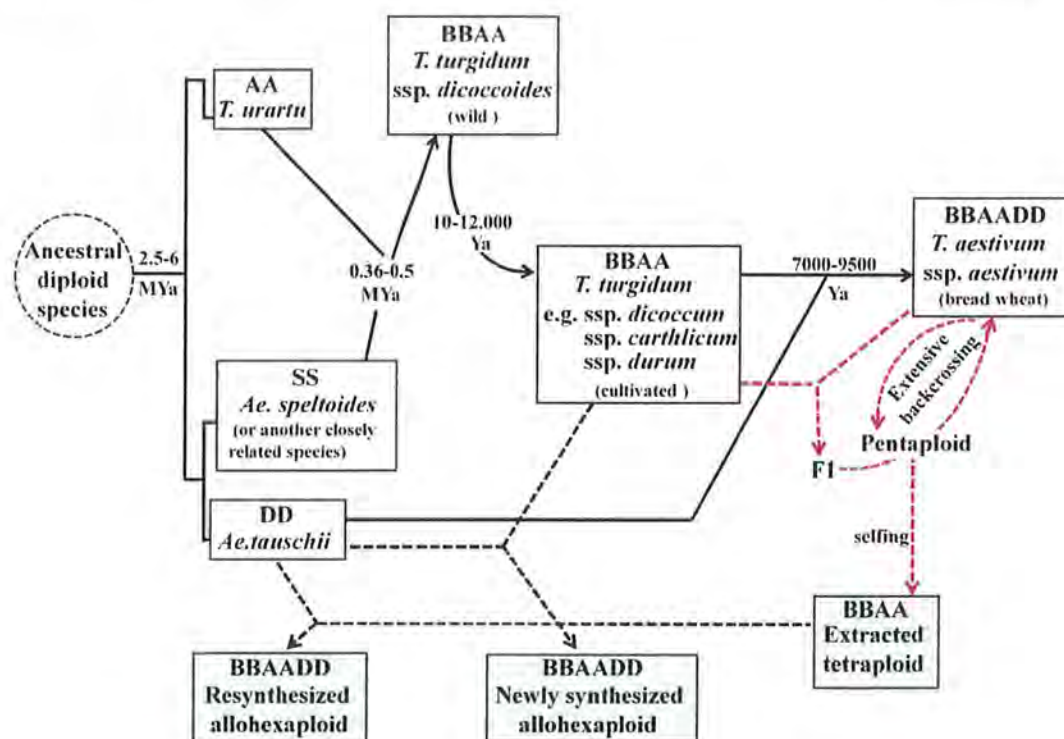 BBAA
T. turgidum
ssp. dicoccoides
(wild )
AA
T. urartu
Ancestral
diploid
species
2.5-6
MYa
0.36-0.5
MYa
10-12.000
Ya
BBAA
T. turgidum
e.g. ssp. dicoccum
ssp. carthlicum
ssp. durum
(cultivated )
7000-9500
Ya
BBAADD
T. aestivum
ssp. aestivum
(bread wheat)
SS
Ae. speltoides
(or another closely
related species)
Extensive
backcrossing
Pentaploid
F1
DD
Ae.tauschii
selfing
BBAA
Extracted
tetraploid
BBAADD
Resynthesized
allohexaploid
BBAADD
Newly synthesized
allohexaploid